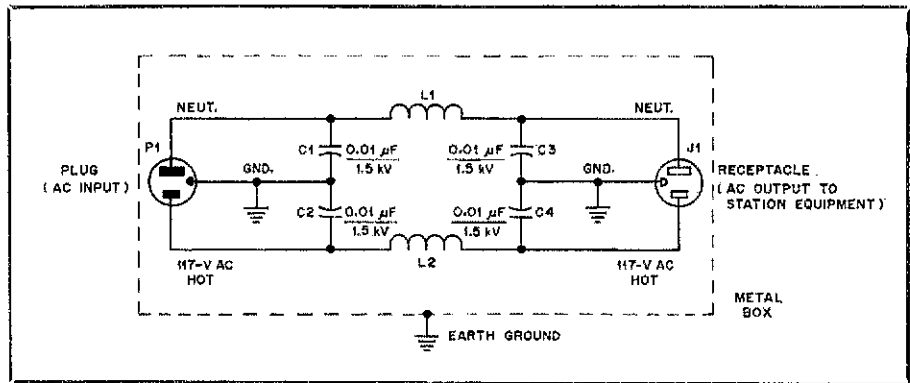 NEUT.
L1
NEUT.
P1
C1
0.01 µF
1.5 kV
0.01 µF
1.5 kV
C3
J1
PLUG
(AC INPUT)
GND.
GND.
RECEPTACLE.
(AC OUTPUT TO
STATION EQUIPMENT)
C2
0.01 µF
1.5 kV
0.01 µF
1.5 kV
C4
117-V AC
HOT
L2
117-V AC
HOT
METAL
BOX
EARTH GROUND